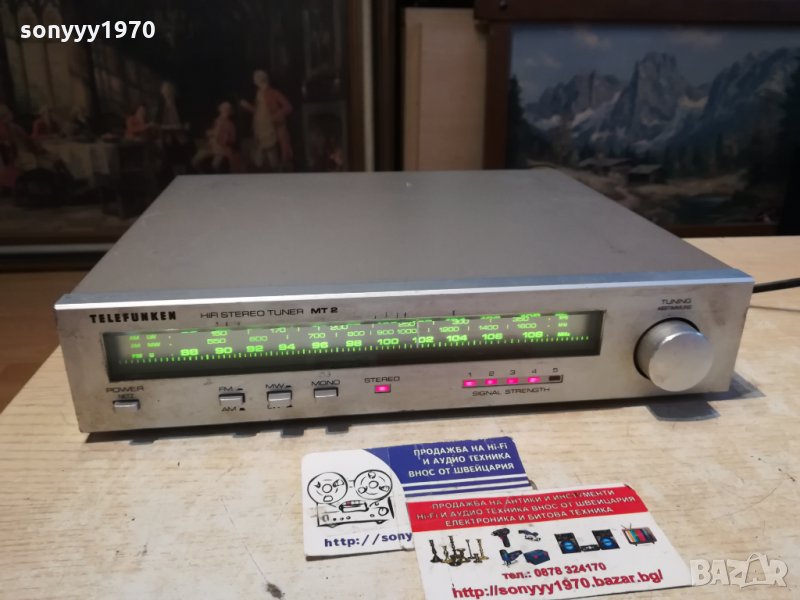 sonyyy1970
TELEFUNKEN
HIFI STEREO TUNER MT 2
TUNING
ABSTIMMUNG
88 90 92 94 96 98 100 102 104 106 108
POWER
NETZ
FM
AM
MW
MONO
STEREO
1 2 3 4 5
SIGNAL STRENGTH
ПРОДАЖБА НА Hi-Fi
И АУДИО ТЕХНИКА
ВНОС ОТ ШВЕЙЦАРИЯ
http://sony
ПРОДАЖБА НА АНТИКИ И ИНСТРУМЕНТИ
Hi-Fi И АУДИО ТЕХНИКА ВНОС ОТ ШВЕЙЦАРИЯ
ЕЛЕКТРОНИКА И БИТОВА ТЕХНИКА
тел.: 0878 324170
http://sonyyy1970.bazar.bg/
BAZAR.bg